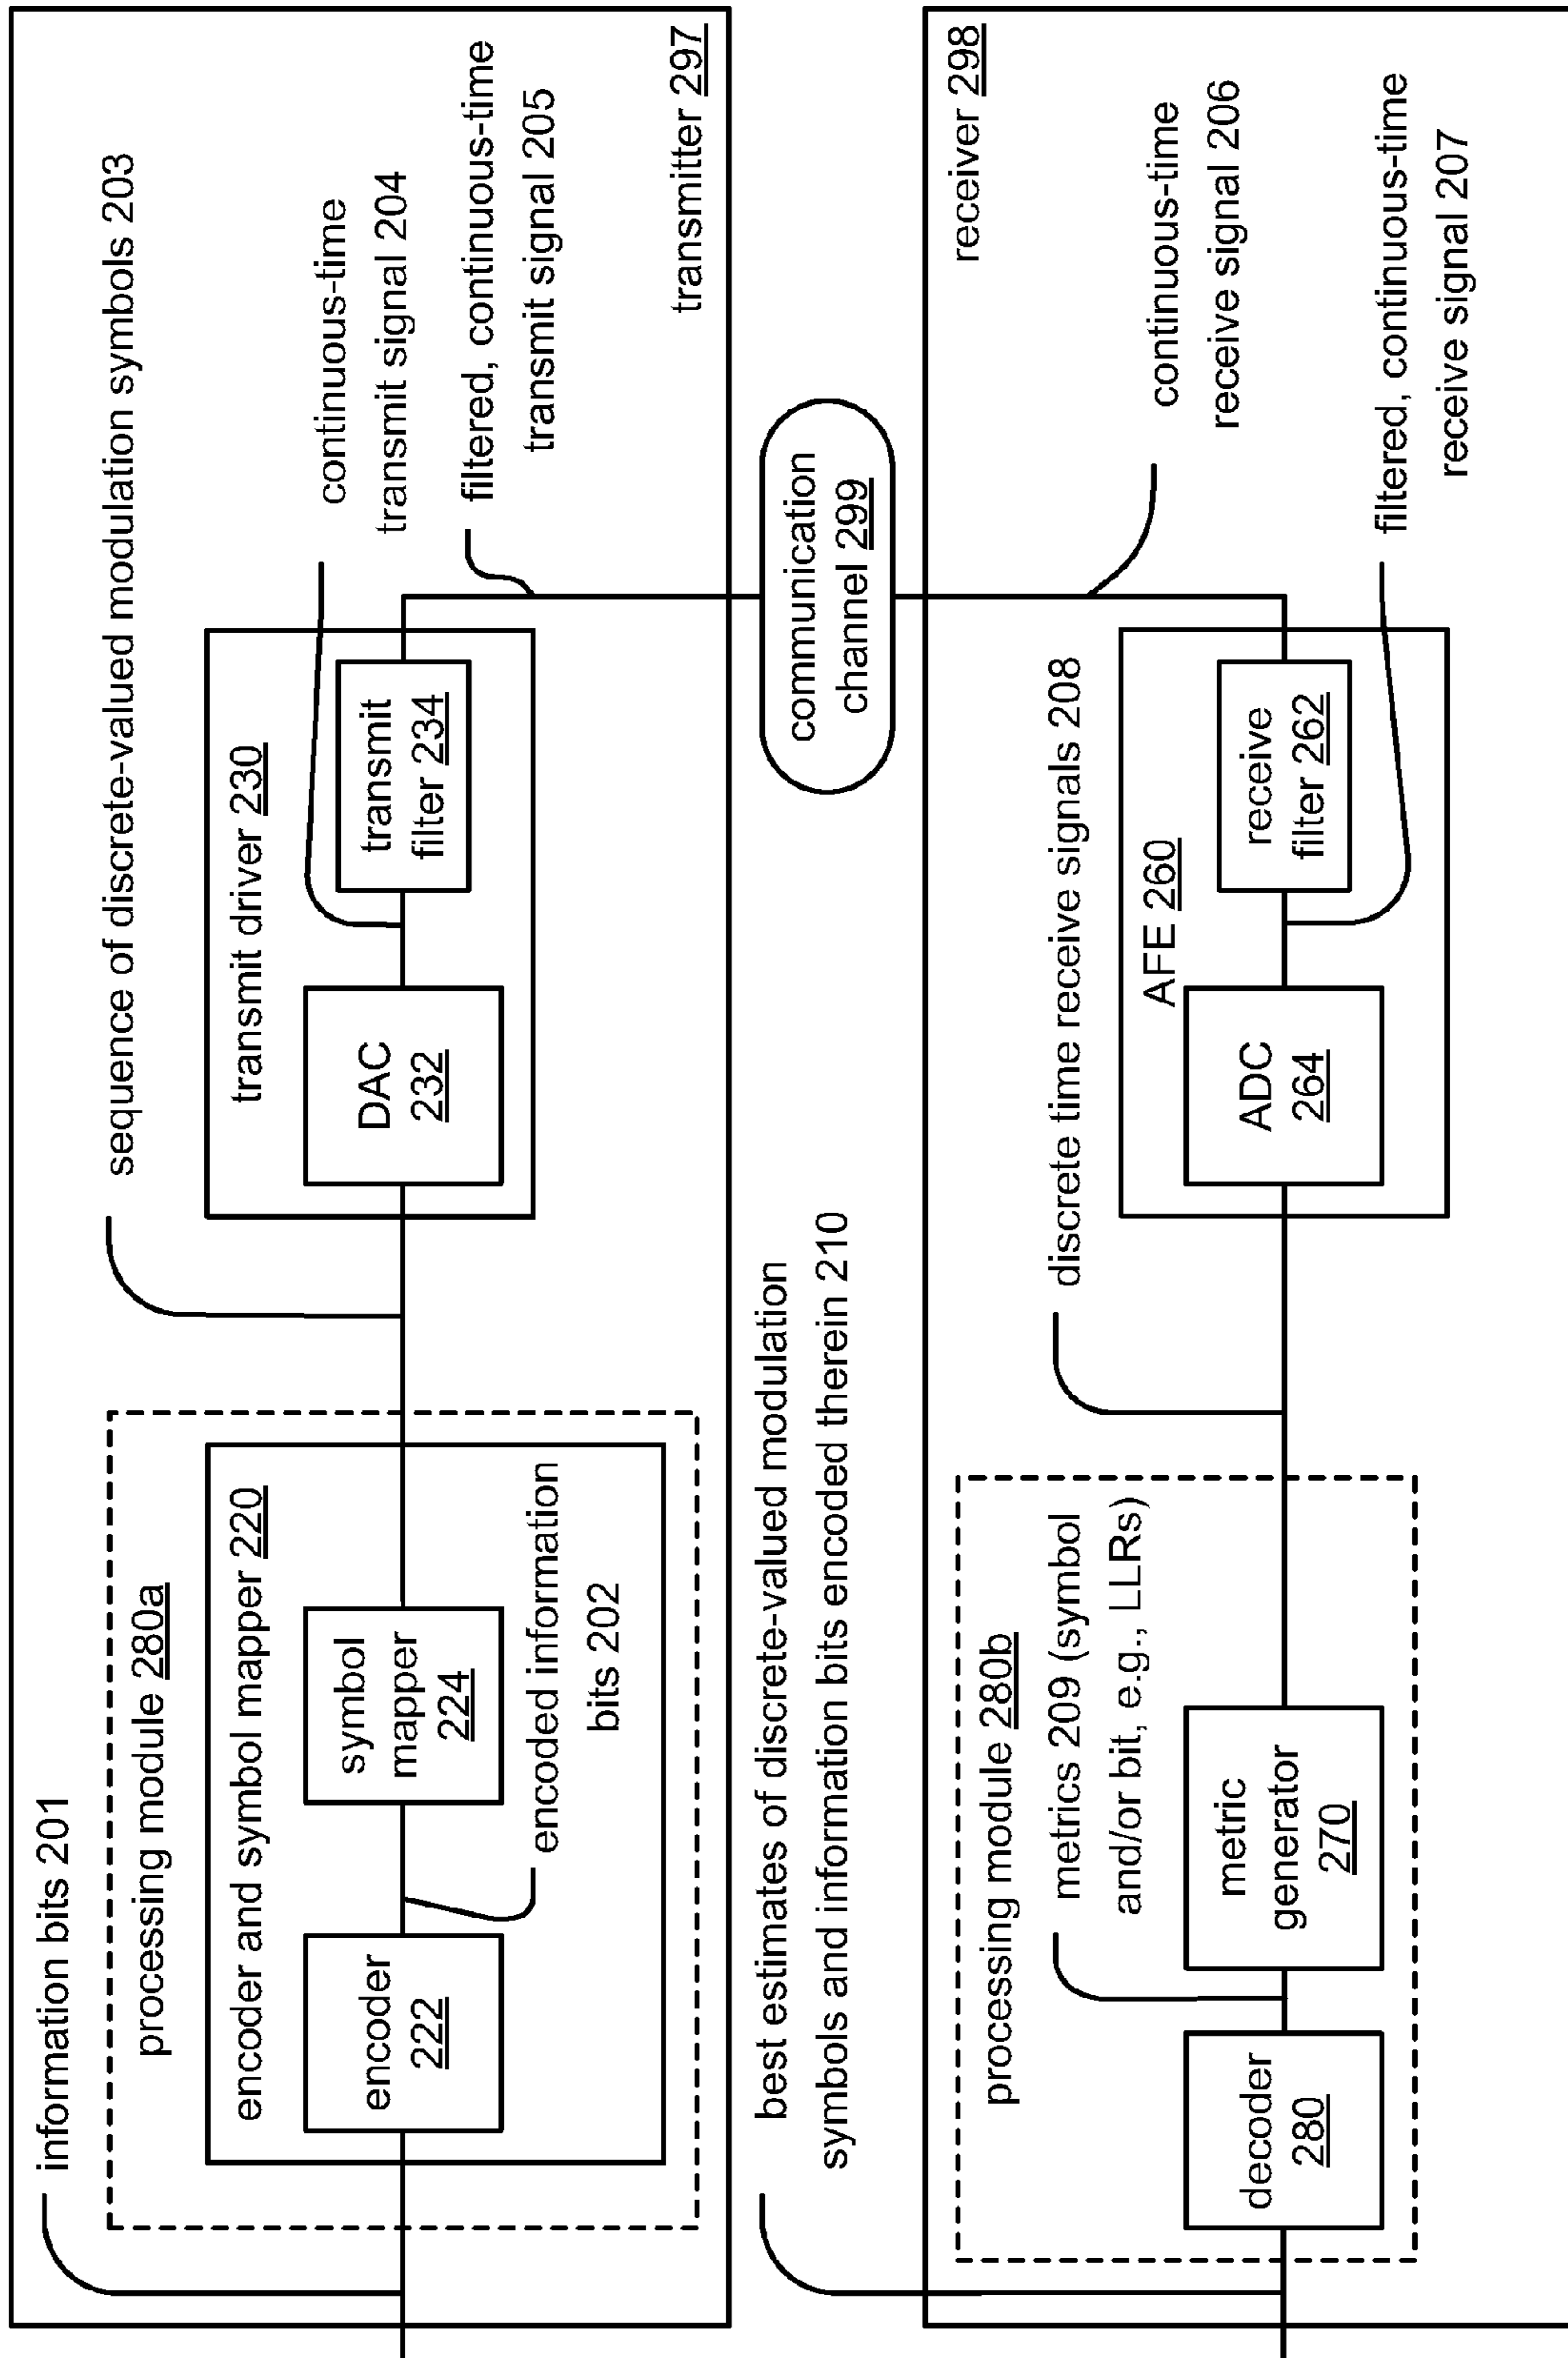 information bits 201
processing module 280a
encoder and symbol mapper 220
encoder
222
symbol
mapper
224
encoded information
bits 202
sequence of discrete-valued modulation symbols 203
transmit driver 230
DAC
232
transmit
filter 234
continuous-time
transmit signal 204
filtered, continuous-time
transmit signal 205
transmitter 297
communication
channel 299
best estimates of discrete-valued modulation
symbols and information bits encoded therein 210
receiver 298
processing module 280b
metrics 209 (symbol
and/or bit, e.g., LLRs)
decoder
280
metric
generator
270
discrete time receive signals 208
AFE 260
ADC
264
receive
filter 262
continuous-time
receive signal 206
filtered, continuous-time
receive signal 207